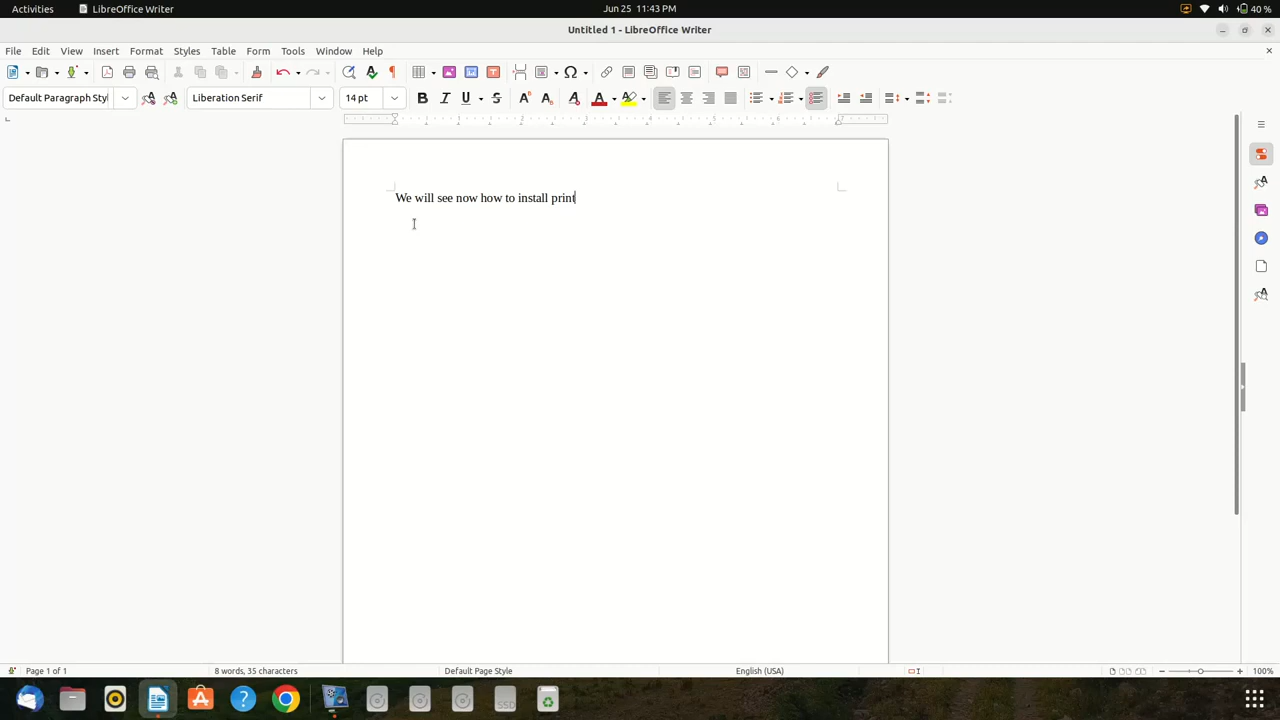 Activities LibreOffice Writer Jun 25 11:43 PM 40 %
Untitled 1 - LibreOffice Writer
File Edit View Insert Format Styles Table Form Tools Window Help
Default Paragraph Styl Liberation Serif 14 pt
We will see now how to install print
Page 1 of 1 8 words, 35 characters Default Page Style English (USA) 100%
SSD